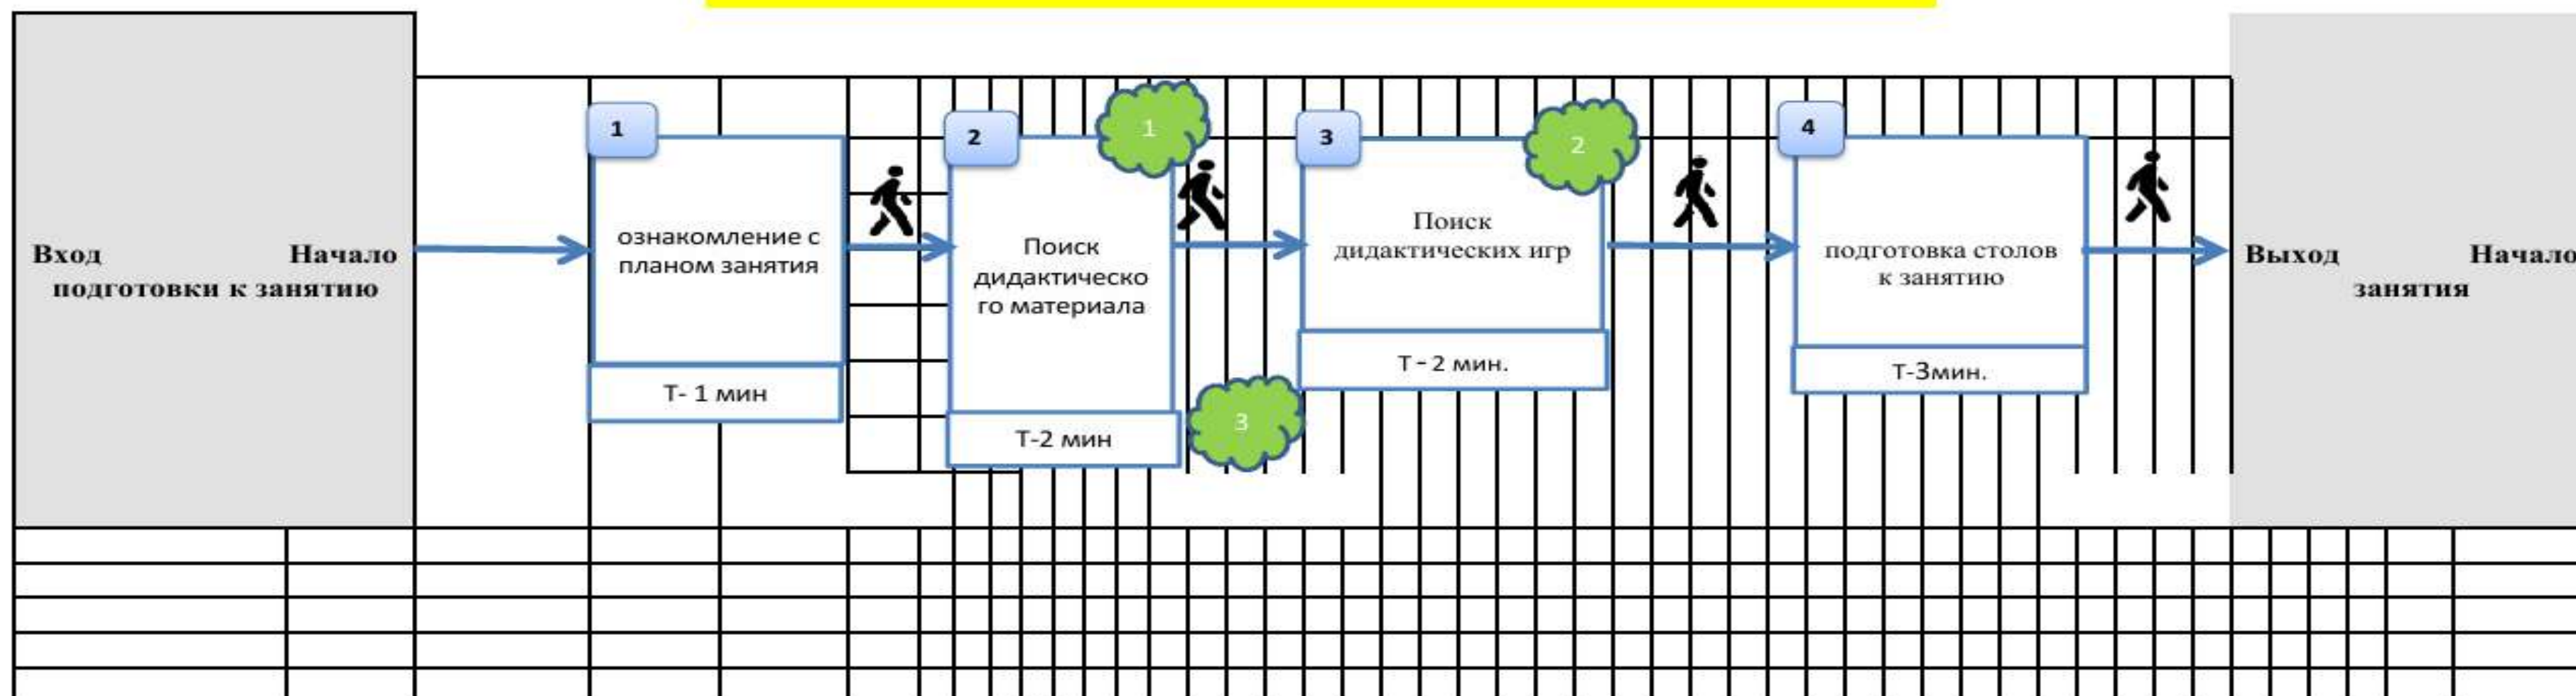 Вход Начало
подготовки к занятию
1
ознакомление с
планом занятия
Т- 1 мин
2
1
Поиск
дидактическо
го материала
Т-2 мин
3
3
2
Поиск
дидактических игр
Т - 2 мин.
4
подготовка столов
к занятию
Т-3мин.
Выход Начало
занятия